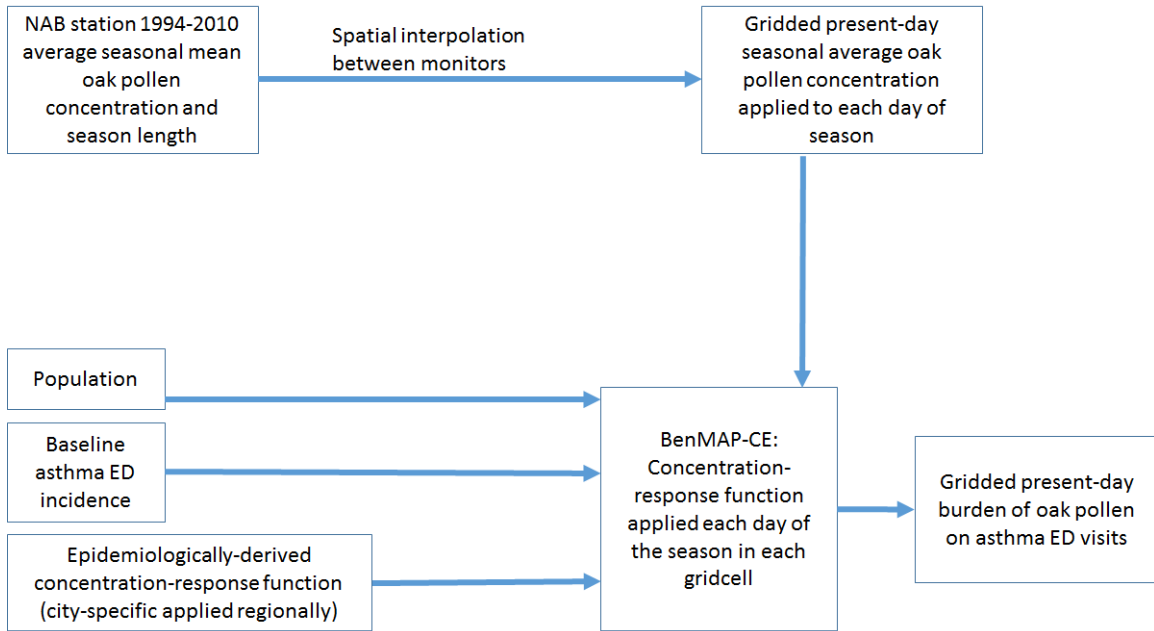 NAB station 1994-2010
average seasonal mean
oak pollen
concentration and
season length
Spatial interpolation
between monitors
Gridded present-day
seasonal average oak
pollen concentration
applied to each day of
season
Population
Baseline
asthma ED
incidence
Epidemiologically-derived
concentration-response function
(city-specific applied regionally)
BenMAP-CE:
Concentration-
response function
applied each day of
the season in each
gridcell
Gridded present-day
burden of oak pollen
on asthma ED visits